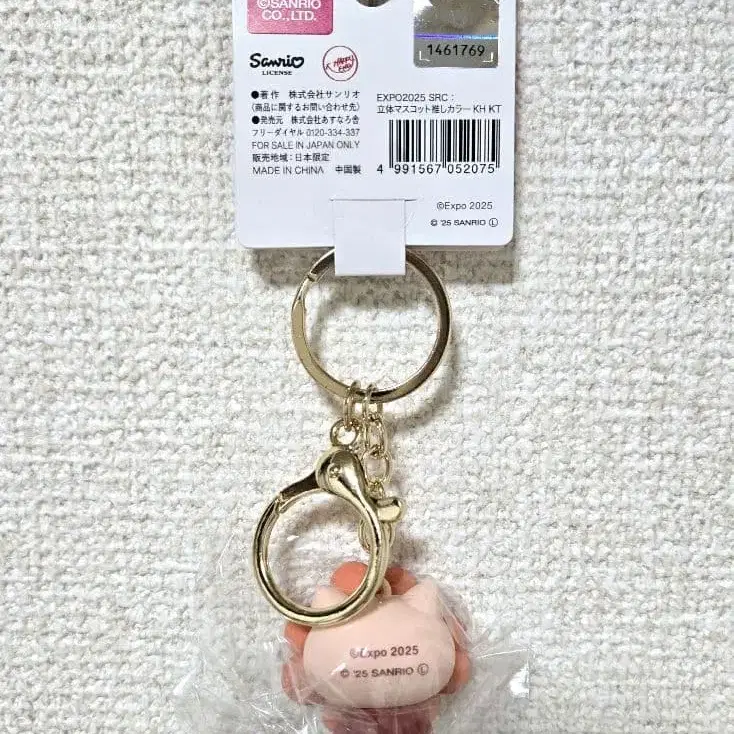 ©SANRIO
CO.,LTD.
1461769
Sanrio
LICENSE
●著作 株式会社サンリオ
(商品に関するお問い合わせ先)
●発売元 株式会社あすなろ舎
フリーダイヤル 0120-334-337
FOR SALE IN JAPAN ONLY
販売地域:日本限定
MADE IN CHINA 中国製
EXPO2025 SRC:
立体マスコット推しカラー KH KT
4 991567 052075
©Expo 2025
© '25 SANRIO Ⓛ
©Expo 2025
© '25 SANRIO Ⓛ